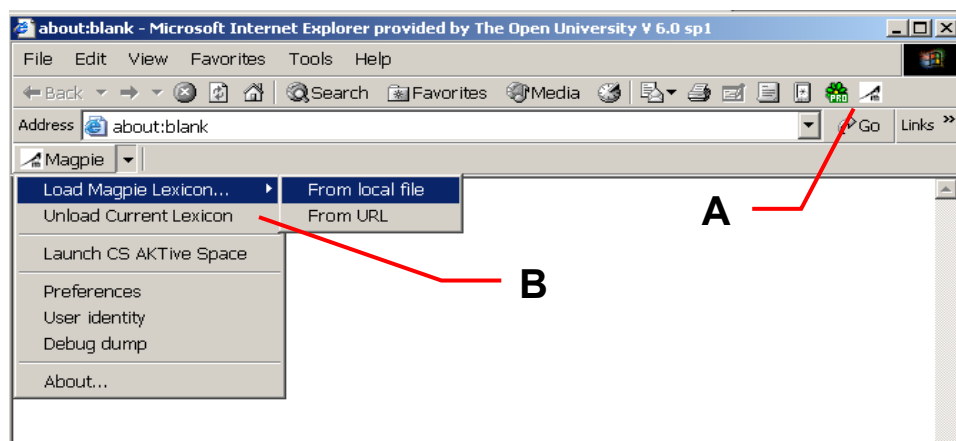 about:blank - Microsoft Internet Explorer provided by The Open University V 6.0 sp1
File Edit View Favorites Tools Help
Back Search Favorites Media PRO
Address about:blank Go Links »
Magpie
Load Magpie Lexicon... From local file
Unload Current Lexicon From URL
A
Launch CS AKTive Space
B
Preferences
User identity
Debug dump
About...